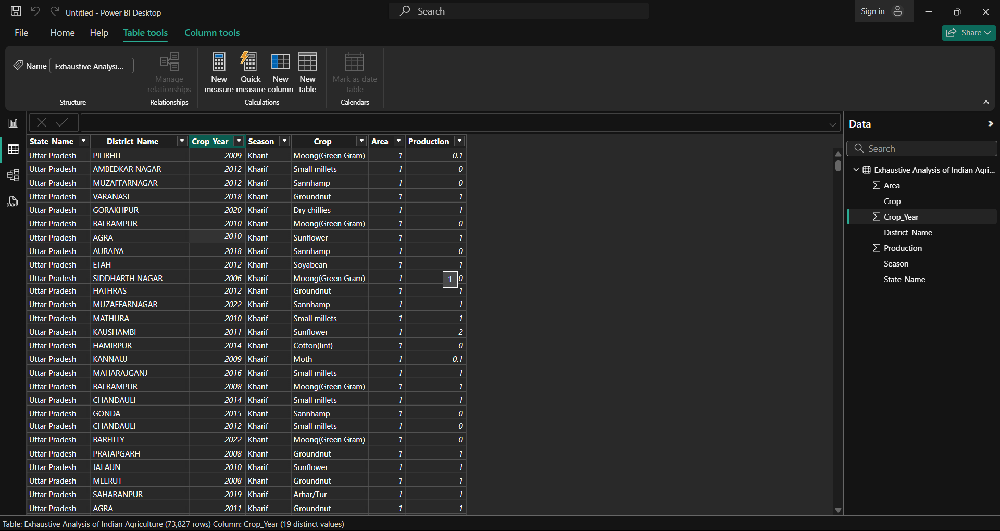 Untitled - Power BI Desktop
Search
Sign in
File Home Help Table tools Column tools
Share
Name Exhaustive Analysi...
Manage relationships
New measure
Quick measure
New column
New table
Mark as date table
Structure Relationships Calculations Calendars
Data
Search
Exhaustive Analysis of Indian Agri...
Area
Crop
Crop_Year
District_Name
Production
Season
State_Name
DAX
State_Name District_Name Crop_Year Season Crop Area Production
Uttar Pradesh PILIBHIT 2009 Kharif Moong(Green Gram) 1 0.1
Uttar Pradesh AMBEDKAR NAGAR 2012 Kharif Small millets 1 0
Uttar Pradesh MUZAFFARNAGAR 2012 Kharif Sannhamp 1 0
Uttar Pradesh VARANASI 2018 Kharif Groundnut 1 1
Uttar Pradesh GORAKHPUR 2020 Kharif Dry chillies 1 1
Uttar Pradesh BALRAMPUR 2010 Kharif Moong(Green Gram) 1 0
Uttar Pradesh AGRA 2010 Kharif Sunflower 1 1
Uttar Pradesh AURAIYA 2018 Kharif Sannhamp 1 0
Uttar Pradesh ETAH 2012 Kharif Soyabean 1 1
Uttar Pradesh SIDDHARTH NAGAR 2006 Kharif Moong(Green Gram) 1 1 0
Uttar Pradesh HATHRAS 2012 Kharif Groundnut 1 1
Uttar Pradesh MUZAFFARNAGAR 2022 Kharif Sannhamp 1 1
Uttar Pradesh MATHURA 2010 Kharif Small millets 1 1
Uttar Pradesh KAUSHAMBI 2011 Kharif Sunflower 1 2
Uttar Pradesh HAMIRPUR 2014 Kharif Cotton(lint) 1 0
Uttar Pradesh KANNAUJ 2009 Kharif Moth 1 0.1
Uttar Pradesh MAHARAJGANJ 2016 Kharif Small millets 1 1
Uttar Pradesh BALRAMPUR 2008 Kharif Moong(Green Gram) 1 1
Uttar Pradesh CHANDAULI 2014 Kharif Small millets 1 1
Uttar Pradesh GONDA 2015 Kharif Sannhamp 1 0
Uttar Pradesh CHANDAULI 2012 Kharif Small millets 1 0
Uttar Pradesh BAREILLY 2022 Kharif Moong(Green Gram) 1 0
Uttar Pradesh PRATAPGARH 2008 Kharif Groundnut 1 1
Uttar Pradesh JALAUN 2010 Kharif Sunflower 1 1
Uttar Pradesh MEERUT 2008 Kharif Groundnut 1 1
Uttar Pradesh SAHARANPUR 2019 Kharif Arhar/Tur 1 1
Uttar Pradesh AGRA 2011 Kharif Groundnut 1 1
Table: Exhaustive Analysis of Indian Agriculture (73,827 rows) Column: Crop_Year (19 distinct values)